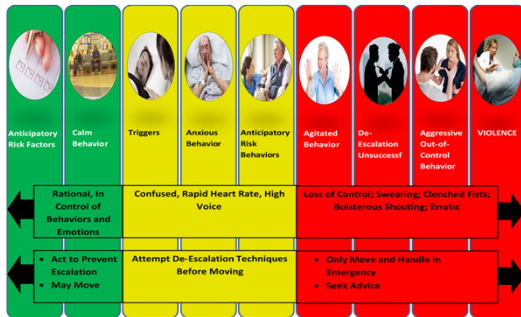 Anticipatory
Risk Factors
Calm
Behavior
Triggers
Anxious
Behavior
Anticipatory
Risk
Behaviors
Agitated
Behavior
De-
Escalation
Unsuccessf
Aggressive
Out-of-
Control
Behavior
VIOLENCE
Rational, In
Control of
Behaviors and
Emotions
Confused, Rapid Heart Rate, High
Voice
Loss of Control; Swearing; Clenched Fists;
Boisterous Shouting; Erratic
• Act to Prevent
Escalation
• May Move
Attempt De-Escalation Techniques
Before Moving
• Only Move and Handle in
Emergency
• Seek Advice